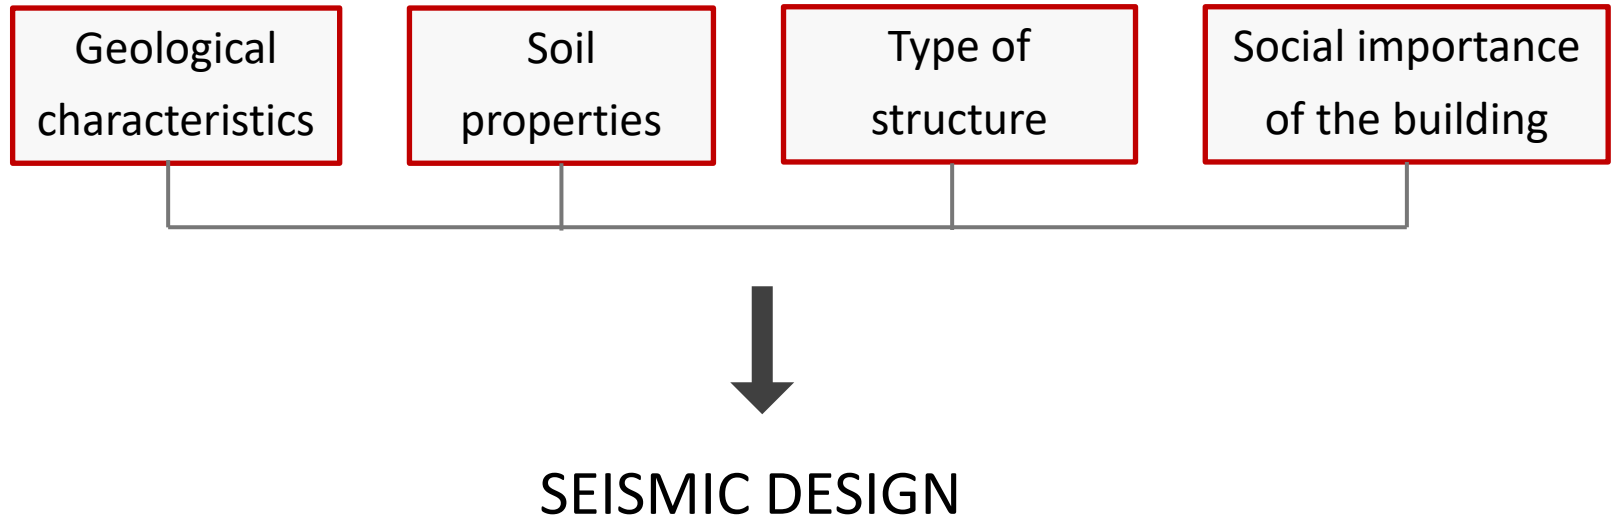 Geological
characteristics
Soil
properties
Type of
structure
Social importance
of the building
SEISMIC DESIGN